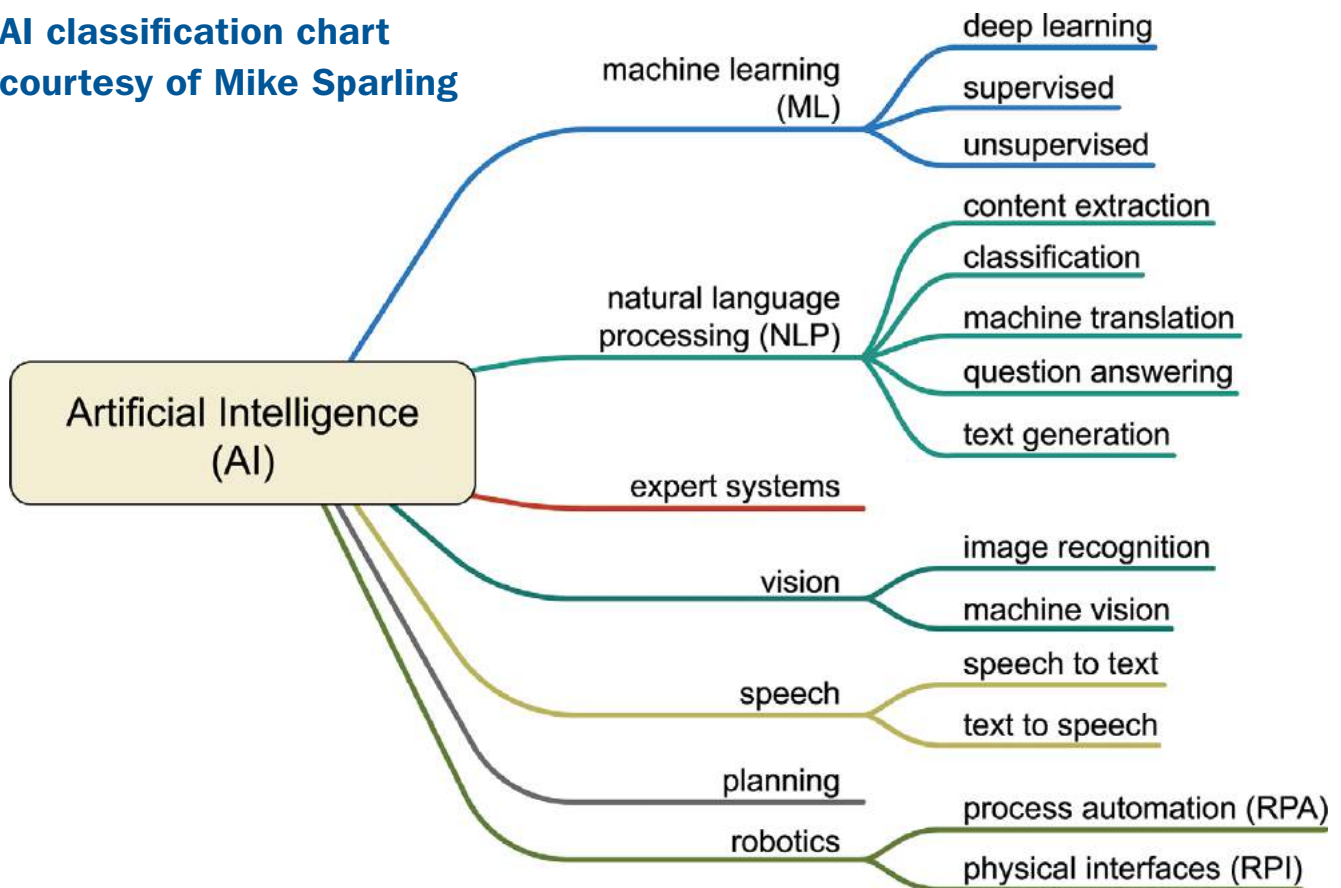 AI classification chart
courtesy of Mike Sparling
Artificial Intelligence
(AI)
machine learning
(ML)
deep learning
supervised
unsupervised
natural language
processing (NLP)
content extraction
classification
machine translation
question answering
text generation
expert systems
vision
image recognition
machine vision
speech
speech to text
text to speech
planning
robotics
process automation (RPA)
physical interfaces (RPI)